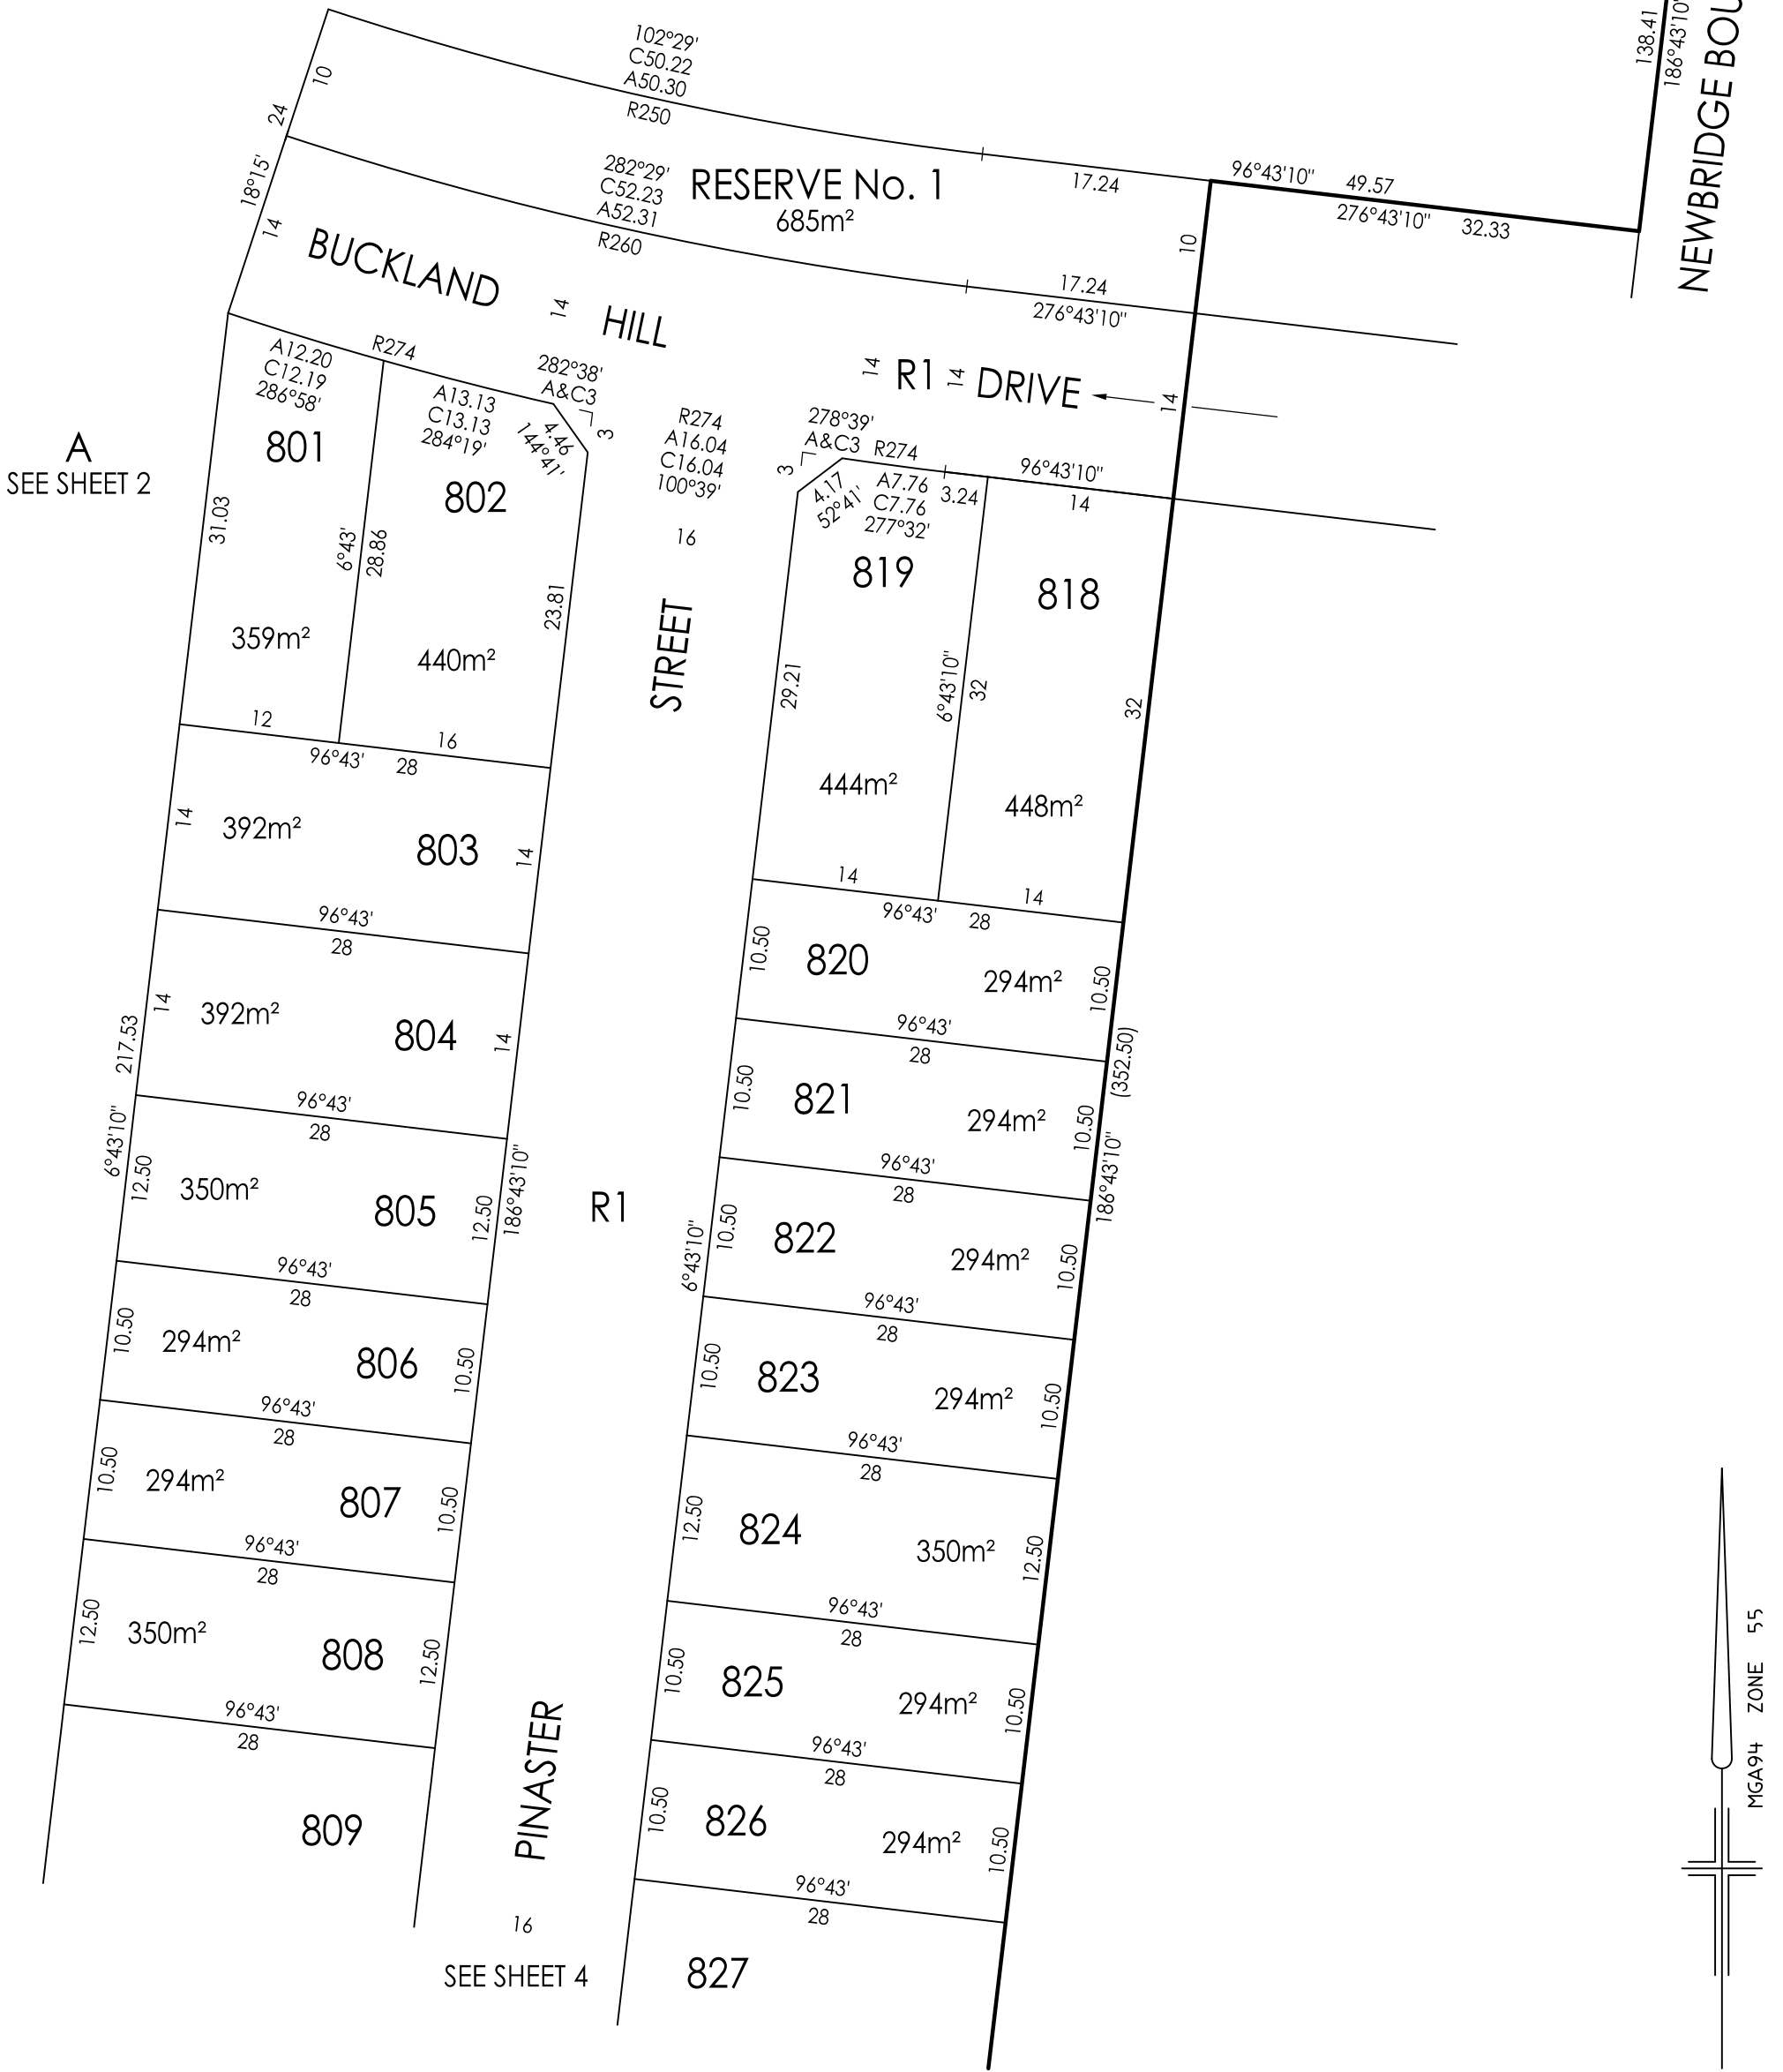 138.41
186°43'10"
NEWBRIDGE BOU
102°29'
C50.22
A50.30
R250
10
24
18°15'
14
282°29'
C52.23
A52.31
R260
RESERVE No. 1
685m²
17.24
96°43'10"
49.57
276°43'10"
32.33
10
17.24
276°43'10"
BUCKLAND
14
HILL
14
R1
14
DRIVE
14
A
SEE SHEET 2
R274
A12.20
C12.19
286°58'
801
31.03
6°43'
28.86
359m²
12
A13.13
C13.13
284°19'
282°38'
A&C3
3
4.46
144°41'
802
23.81
440m²
16
96°43'
28
R274
A16.04
C16.04
100°39'
16
STREET
278°39'
A&C3
3
R274
4.17
52°41'
A7.76
C7.76
277°32'
3.24
96°43'10"
14
819
818
29.21
6°43'10"
32
32
444m²
448m²
14
14
96°43'
28
14
392m²
803
14
96°43'
28
14
392m²
804
14
96°43'
28
217.53
6°43'10"
12.50
350m²
805
12.50
186°43'10"
96°43'
28
10.50
294m²
806
10.50
96°43'
28
10.50
294m²
807
10.50
96°43'
28
12.50
350m²
808
12.50
96°43'
28
809
R1
PINASTER
16
SEE SHEET 4
10.50
820
294m²
10.50
96°43'
28
(352.50)
186°43'10"
10.50
821
294m²
10.50
96°43'
28
6°43'10"
10.50
822
294m²
10.50
96°43'
28
10.50
823
294m²
10.50
96°43'
28
12.50
824
350m²
12.50
96°43'
28
10.50
825
294m²
10.50
96°43'
28
10.50
826
294m²
10.50
96°43'
28
827
MGA94 ZONE 55